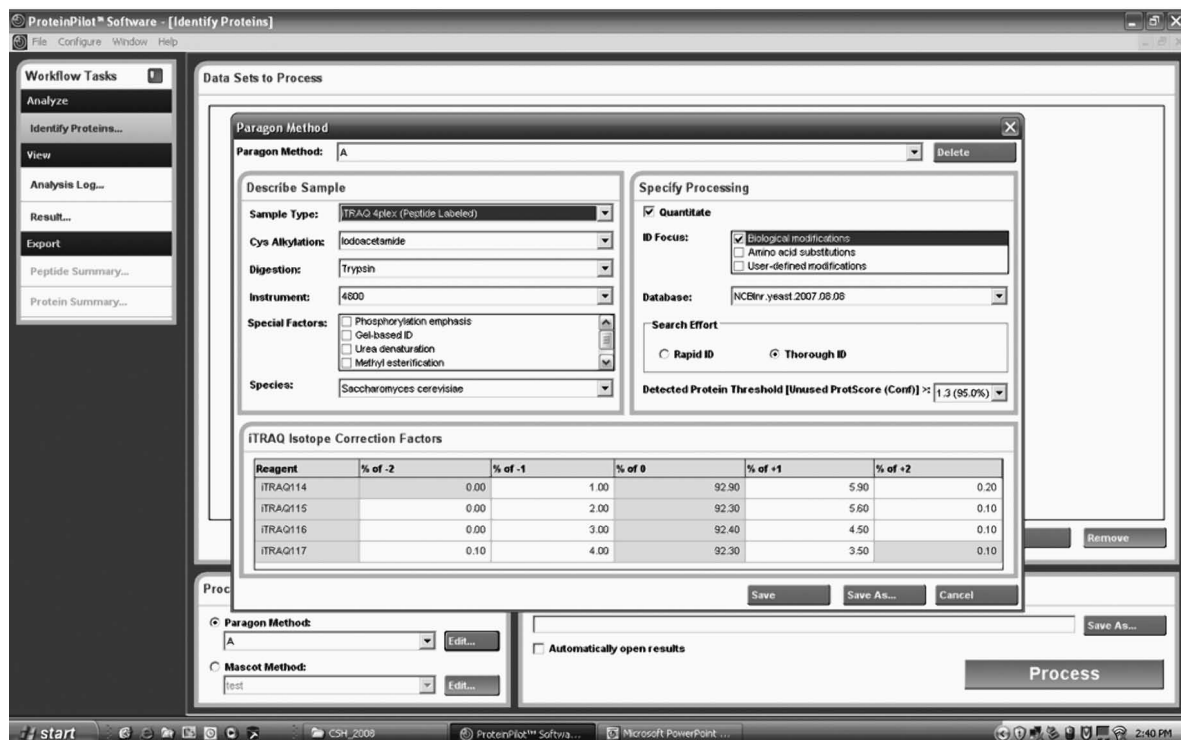 ProteinPilot™ Software - [Identify Proteins]
File Configure Window Help
Workflow Tasks
Analyze
Identify Proteins...
View
Analysis Log...
Result...
Export
Peptide Summary...
Protein Summary...
Data Sets to Process
Paragon Method
Paragon Method: A Delete
Describe Sample
Sample Type: iTRAQ 4plex (Peptide Labeled)
Cys Alkylation: Iodoacetamide
Digestion: Trypsin
Instrument: 4800
Special Factors: Phosphorylation emphasis
Gel-based ID
Urea denaturation
Methyl esterification
Species: Saccharomyces cerevisiae
Specify Processing
Quantitate
ID Focus: Biological modifications
Amino acid substitutions
User-defined modifications
Database: NCBInr.yeast.2007.08.08
Search Effort
Rapid ID Thorough ID
Detected Protein Threshold [Unused ProtScore (Conf)] >: 1.3 (95.0%)
iTRAQ Isotope Correction Factors
Reagent % of -2 % of -1 % of 0 % of +1 % of +2
iTRAQ114 0.00 1.00 92.90 5.90 0.20
iTRAQ115 0.00 2.00 92.30 5.60 0.10
iTRAQ116 0.00 3.00 92.40 4.50 0.10
iTRAQ117 0.10 4.00 92.30 3.50 0.10
Save Save As... Cancel
Remove
Proc
Paragon Method:
A Edit...
Mascot Method:
test Edit...
Save As...
Automatically open results
Process
start CSH_2008 ProteinPilot™ Softwa... Microsoft PowerPoint ... 2:40 PM